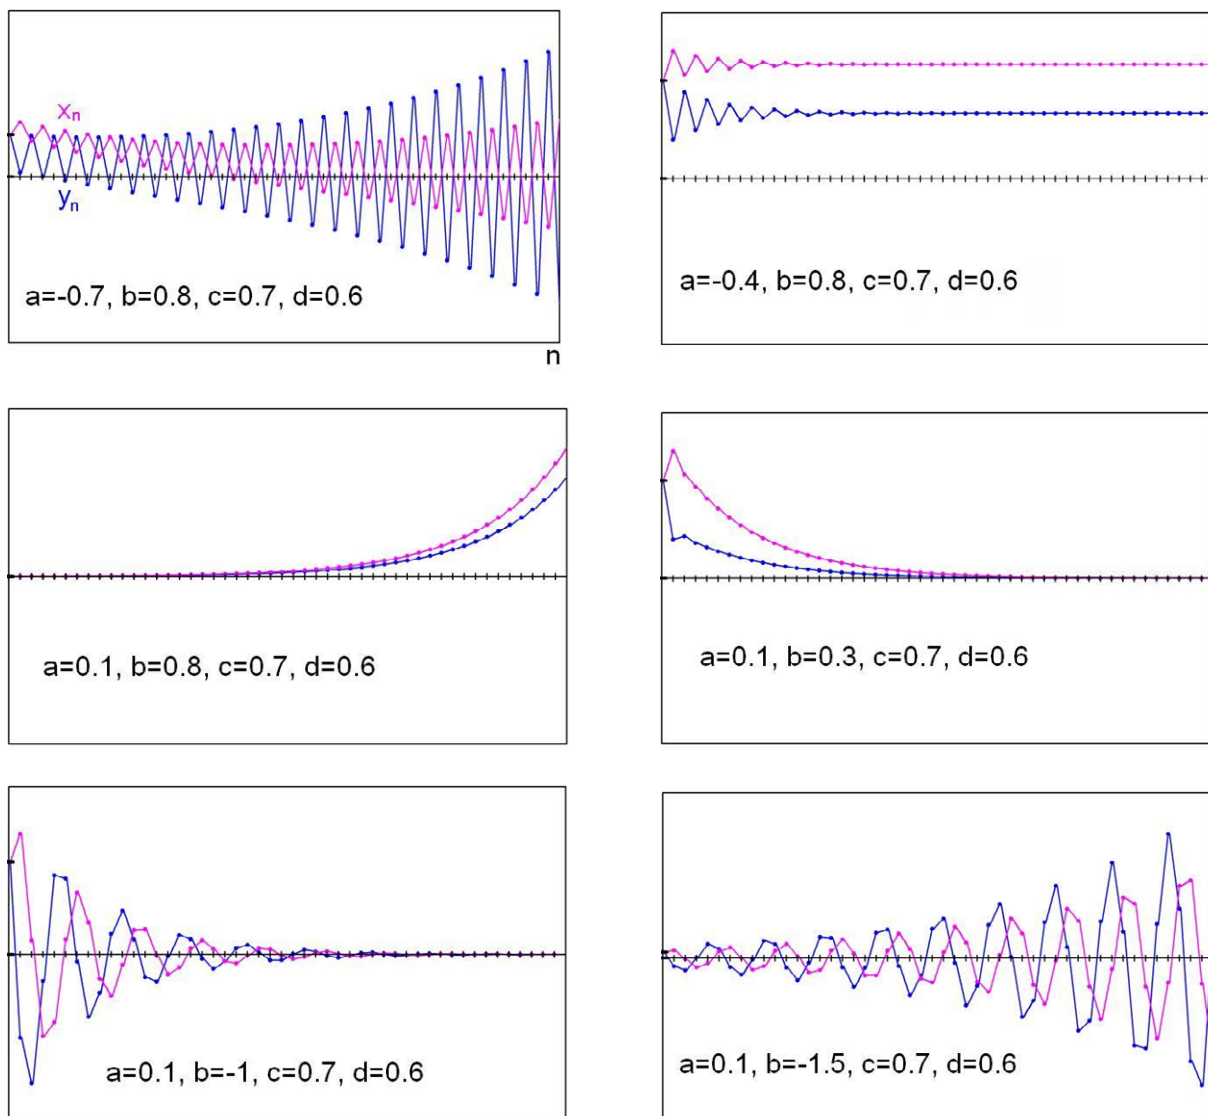 xₙ
yₙ
a=-0.7, b=0.8, c=0.7, d=0.6
n
a=-0.4, b=0.8, c=0.7, d=0.6
a=0.1, b=0.8, c=0.7, d=0.6
a=0.1, b=0.3, c=0.7, d=0.6
a=0.1, b=-1, c=0.7, d=0.6
a=0.1, b=-1.5, c=0.7, d=0.6